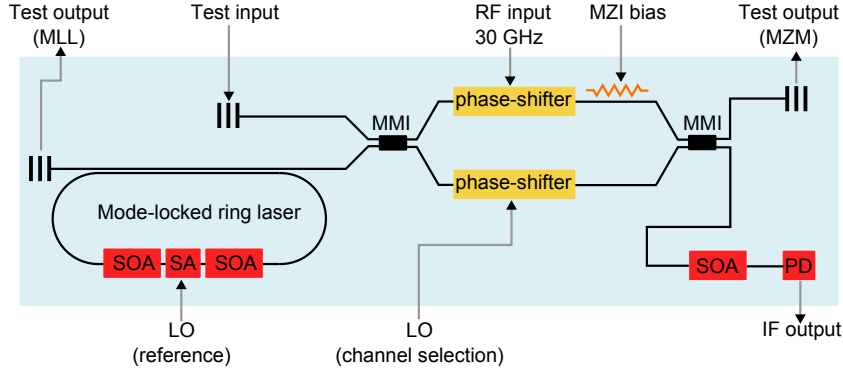 Test output
(MLL)
Test input
RF input
30 GHz
MZI bias
Test output
(MZM)
phase-shifter
MMI
MMI
phase-shifter
Mode-locked ring laser
SOA SA SOA
SOA PD
LO
(reference)
LO
(channel selection)
IF output